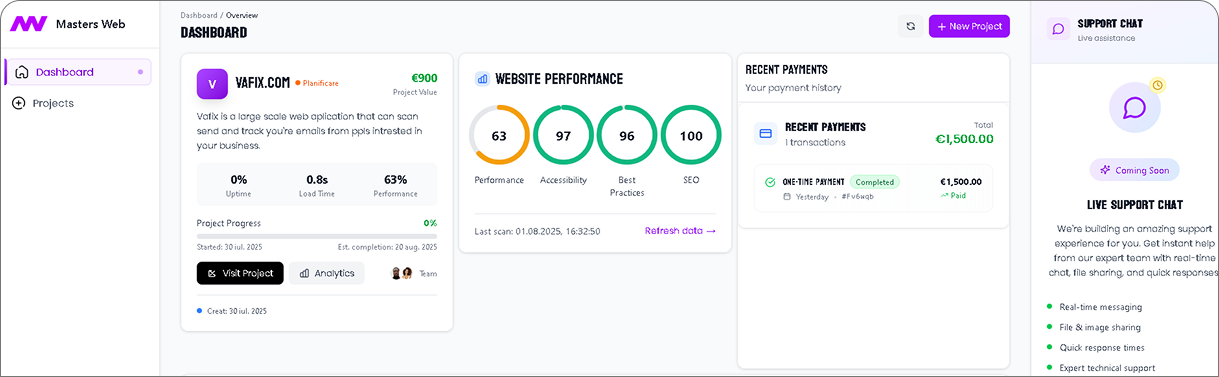 Masters Web
Dashboard
Projects
Dashboard / Overview
DASHBOARD
+ New Project
V
VAFIX.COM
Planificare
€900
Project Value
Vafix is a large scale web aplication that can scan
send and track you're emails from ppls intrested in
your business.
0%
Uptime
0.8s
Load Time
63%
Performance
Project Progress
0%
Started: 30 iul. 2025
Est. completion: 20 aug. 2025
Visit Project
Analytics
Team
Creat: 30 iul. 2025
WEBSITE PERFORMANCE
63
Performance
97
Accessibility
96
Best
Practices
100
SEO
Last scan: 01.08.2025, 16:32:50
Refresh data →
RECENT PAYMENTS
Your payment history
RECENT PAYMENTS
1 transactions
Total
€1,500.00
ONE-TIME PAYMENT
Completed
€1,500.00
Yesterday • #Fv6wqb
Paid
SUPPORT CHAT
Live assistance
Coming Soon
LIVE SUPPORT CHAT
We're building an amazing support
experience for you. Get instant help
from our expert team with real-time
chat, file sharing, and quick responses
Real-time messaging
File & image sharing
Quick response times
Expert technical support